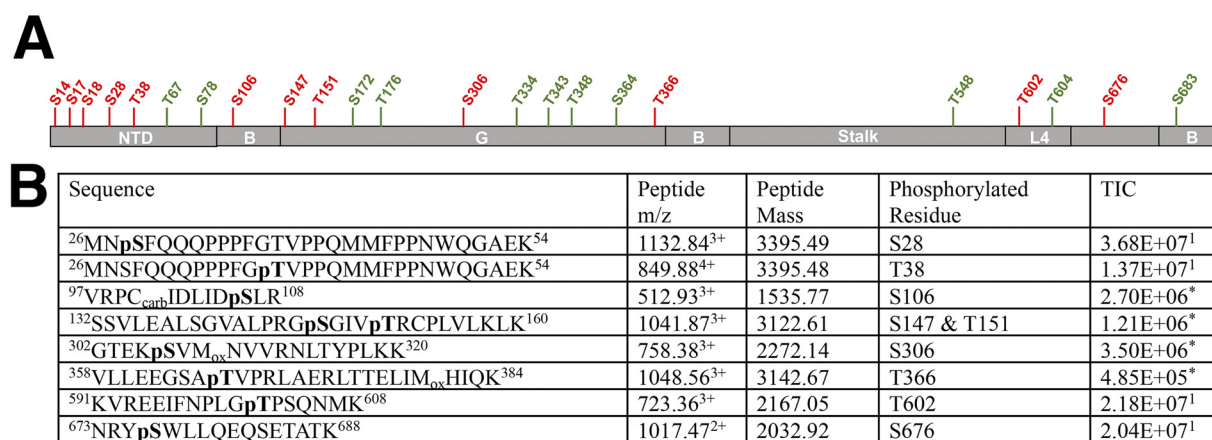 A
S14 S17 S18 S28 T38 T67 S78 S106 S147 T151 S172 T176 S306 T334 T343 T348 S364 T366 T548 T602 T604 S676 S683
NTD B G B Stalk L4 B
B
Sequence Peptide m/z Peptide Mass Phosphorylated Residue TIC
²⁶MNpSFQQQPPPFGTVPPQMMFPPNWQGAEK⁵⁴ 1132.84³⁺ 3395.49 S28 3.68E+07¹
²⁶MNSFQQQPPPFGpTVPPQMMFPPNWQGAEK⁵⁴ 849.88⁴⁺ 3395.48 T38 1.37E+07¹
⁹⁷VRPCcarbIDLIDpSLR¹⁰⁸ 512.93³⁺ 1535.77 S106 2.70E+06*
¹³²SSVLEALSGVALPRGpSGIVpTRCPLVLKLK¹⁶⁰ 1041.87³⁺ 3122.61 S147 & T151 1.21E+06*
³⁰²GTEKpSVMoxNVVRNLTYPLKK³²⁰ 758.38³⁺ 2272.14 S306 3.50E+06*
³⁵⁸VLLEEGSApTVPRLAERLTTELIMoxHIQK³⁸⁴ 1048.56³⁺ 3142.67 T366 4.85E+05*
⁵⁹¹KVREEIFNPLGpTPSQNMK⁶⁰⁸ 723.36³⁺ 2167.05 T602 2.18E+07¹
⁶⁷³NRYpSWLLQEQSETATK⁶⁸⁸ 1017.47²⁺ 2032.92 S676 2.04E+07¹